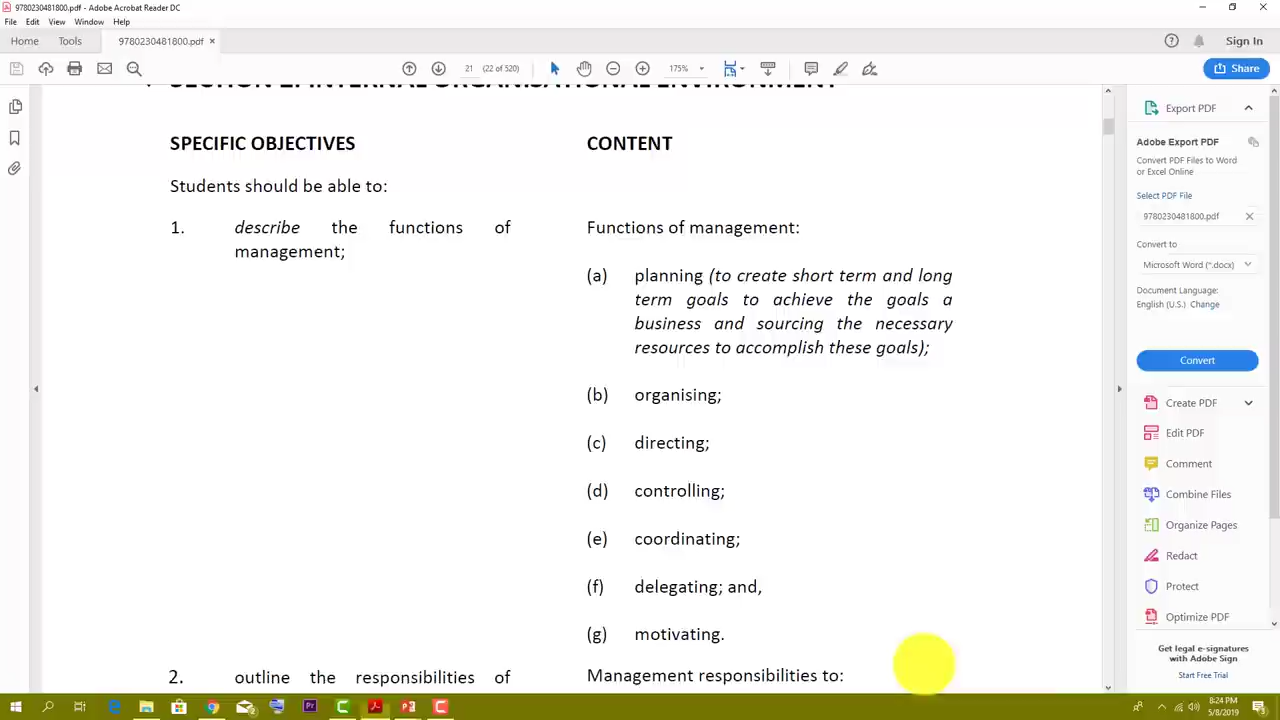 9780230481800.pdf - Adobe Acrobat Reader DC
File Edit View Window Help
Home Tools 9780230481800.pdf × Sign In
21 (22 of 520) 175% Share
SECTION 2: INTERNAL ORGANISATIONAL ENVIRONMENT
SPECIFIC OBJECTIVES
CONTENT
Students should be able to:
1. describe the functions of
management;
Functions of management:
(a) planning (to create short term and long
term goals to achieve the goals a
business and sourcing the necessary
resources to accomplish these goals);
(b) organising;
(c) directing;
(d) controlling;
(e) coordinating;
(f) delegating; and,
(g) motivating.
2. outline the responsibilities of
Management responsibilities to:
Export PDF
Adobe Export PDF
Convert PDF Files to Word
or Excel Online
Select PDF File
9780230481800.pdf ×
Convert to
Microsoft Word (*.docx)
Document Language:
English (U.S.) Change
Convert
Create PDF
Edit PDF
Comment
Combine Files
Organize Pages
Redact
Protect
Optimize PDF
Get legal e-signatures
with Adobe Sign
Start Free Trial
8:24 PM
5/8/2019